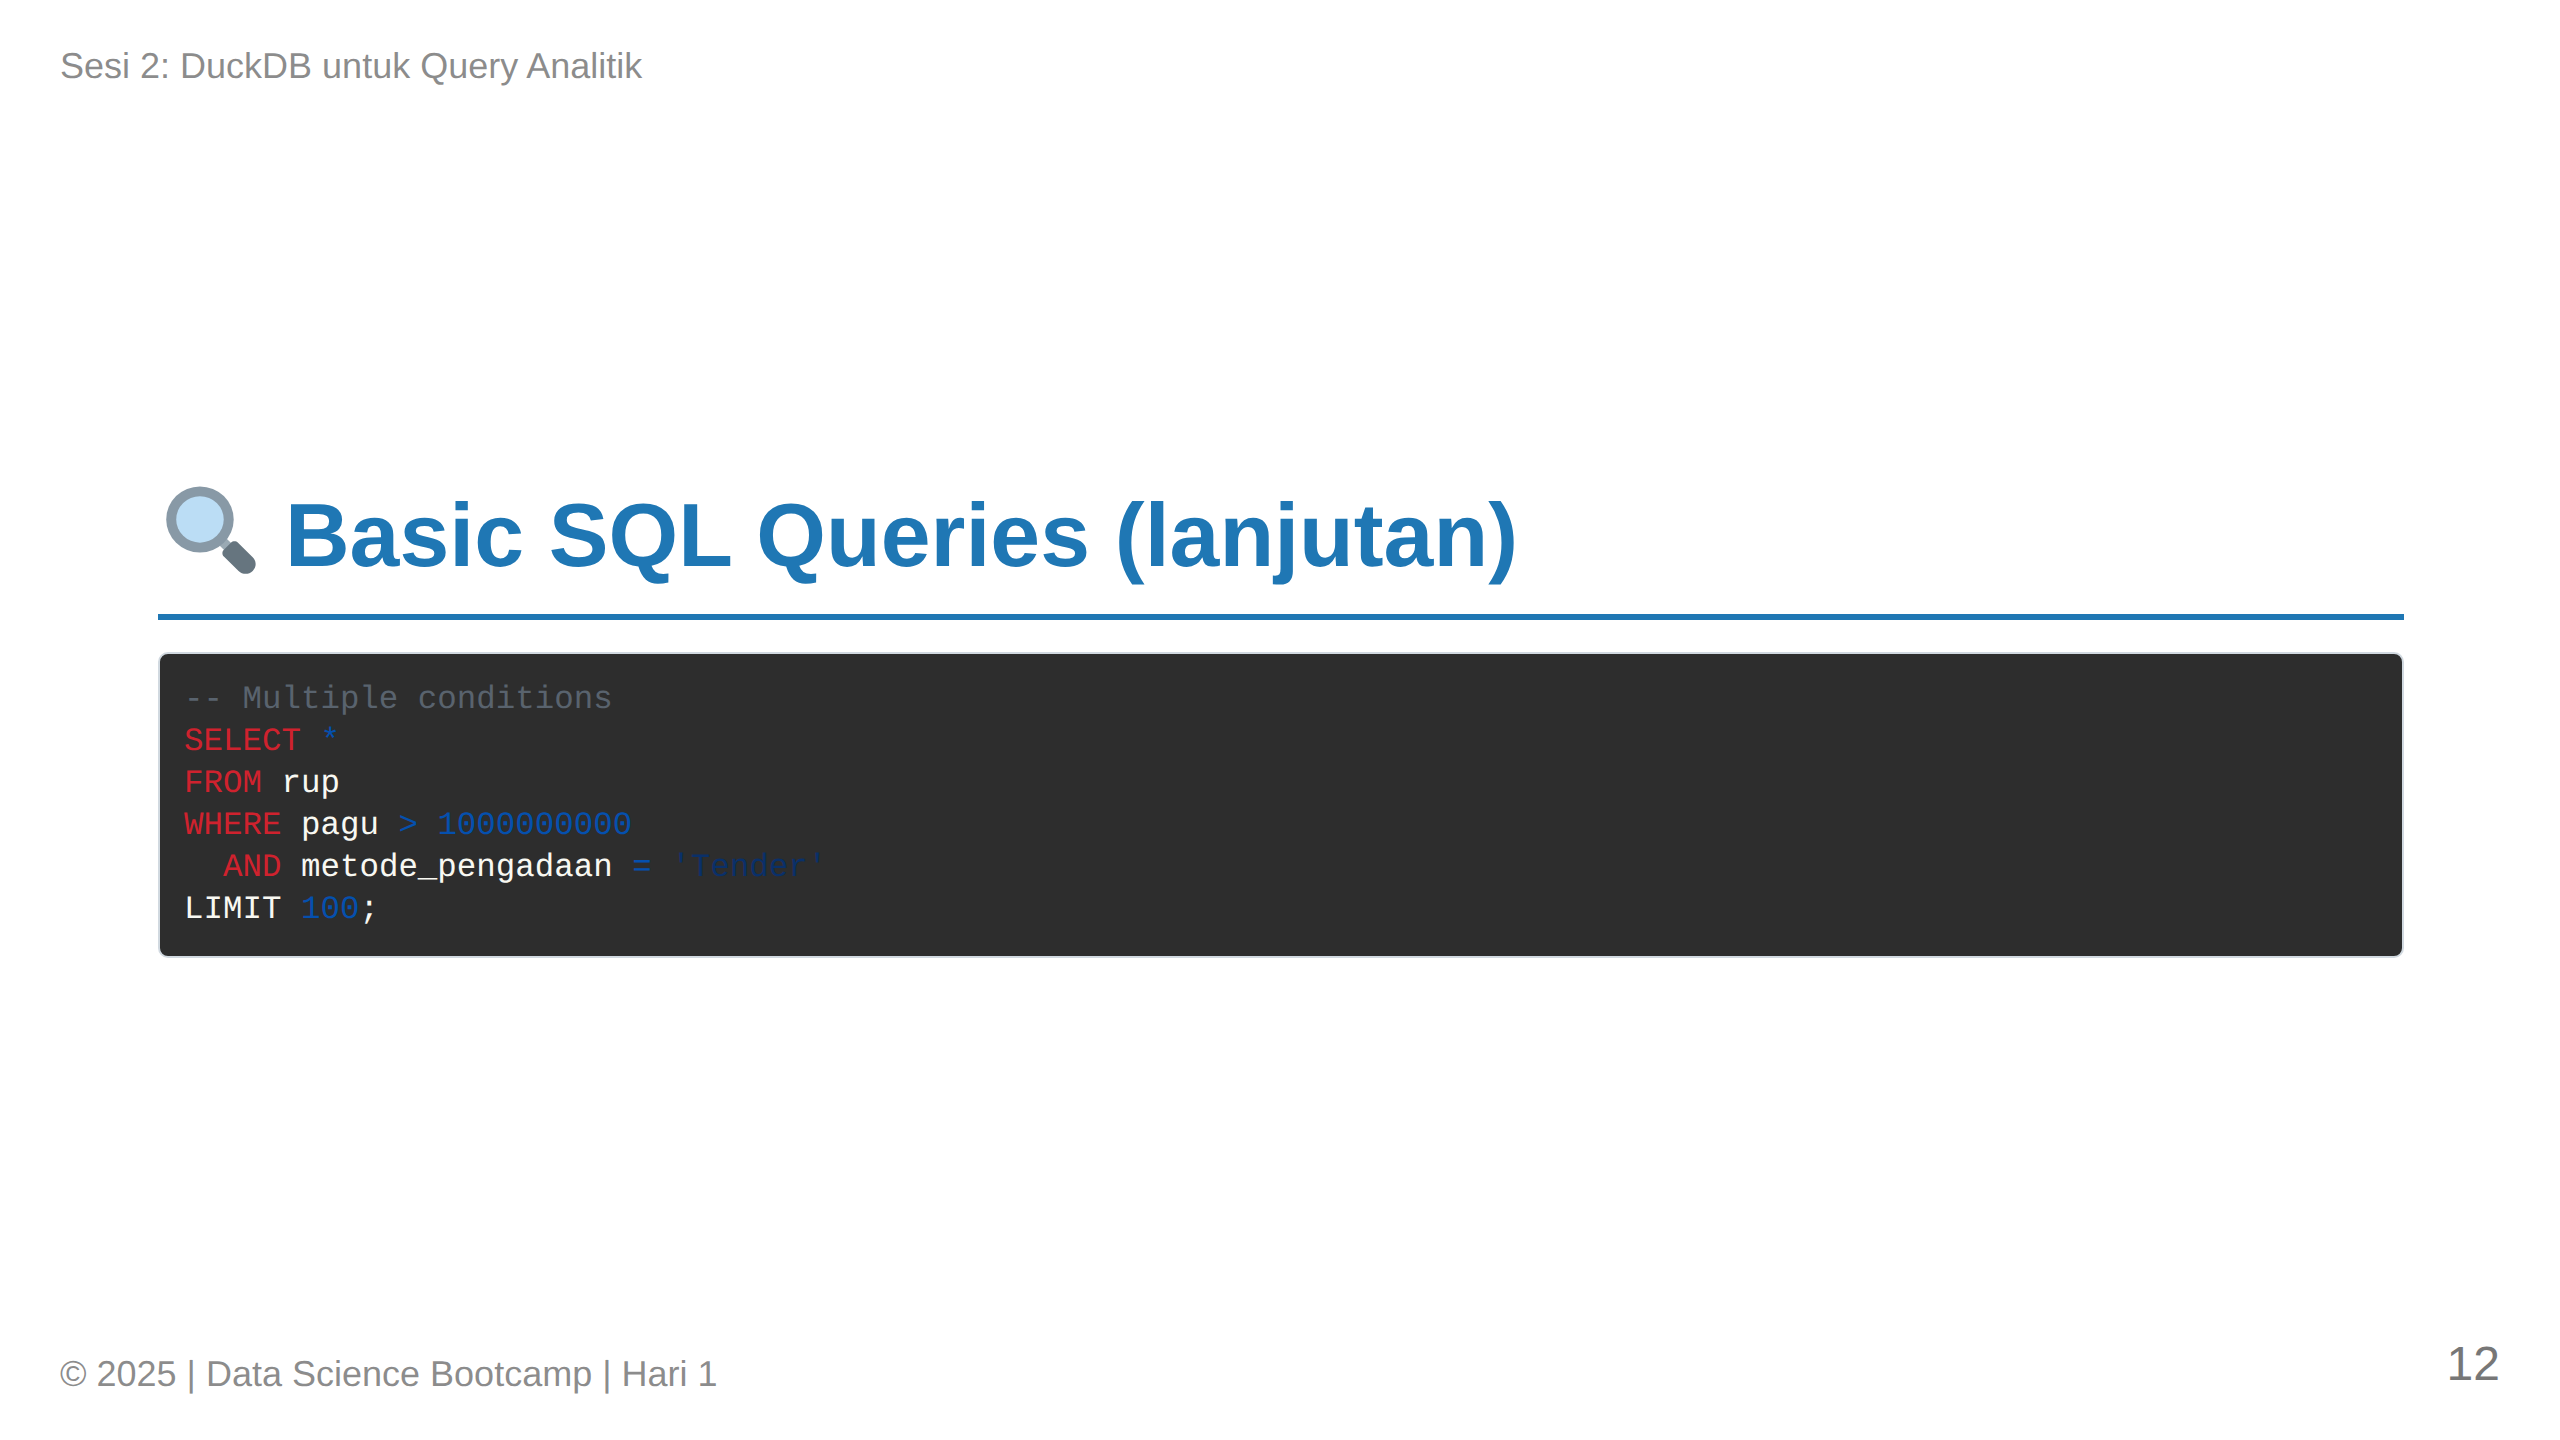 Sesi 2: DuckDB untuk Query Analitik
Basic SQL Queries (lanjutan)
-- Multiple conditions
SELECT *
FROM rup
WHERE pagu > 1000000000
  AND metode_pengadaan = 'Tender'
LIMIT 100;
© 2025 | Data Science Bootcamp | Hari 1
12